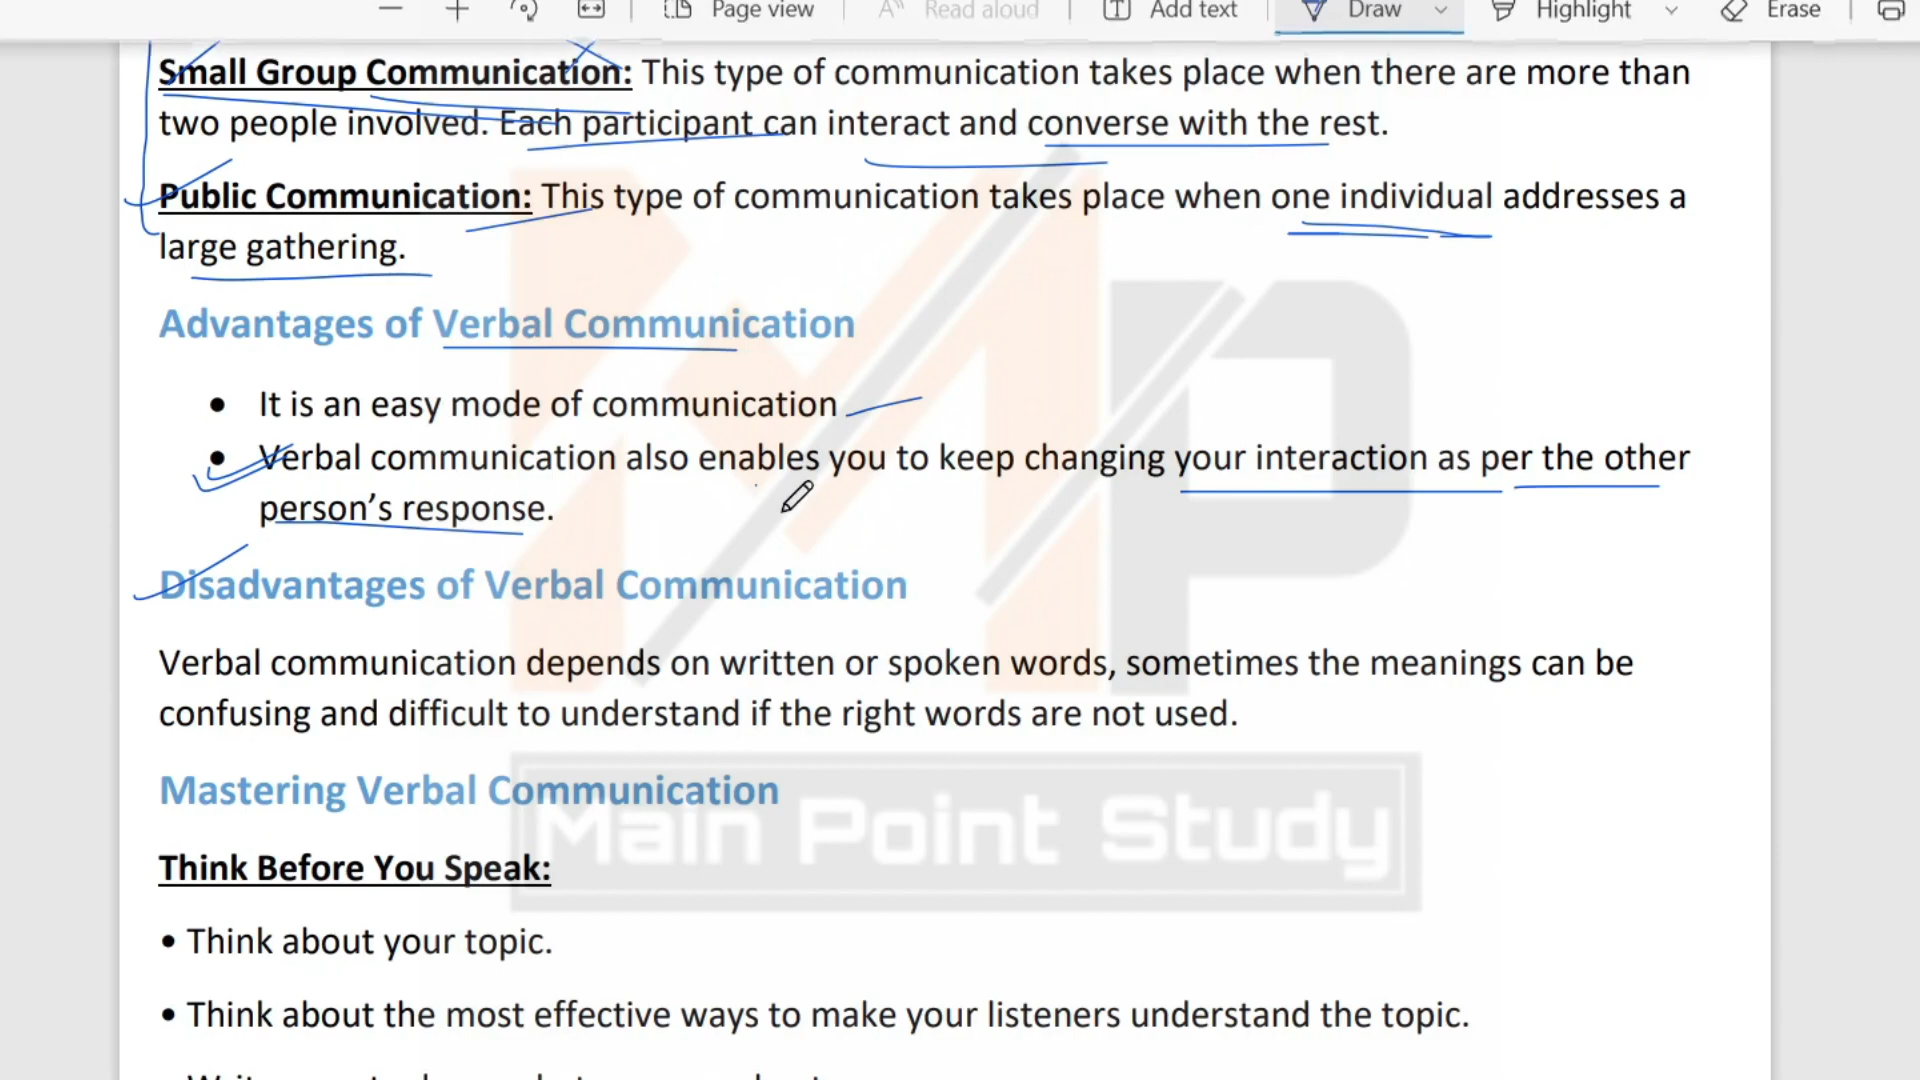 Page view
Read aloud
Add text
Draw
Highlight
Erase
Small Group Communication: This type of communication takes place when there are more than
two people involved. Each participant can interact and converse with the rest.
Public Communication: This type of communication takes place when one individual addresses a
large gathering.
Advantages of Verbal Communication
• It is an easy mode of communication
• Verbal communication also enables you to keep changing your interaction as per the other
person’s response.
Disadvantages of Verbal Communication
Verbal communication depends on written or spoken words, sometimes the meanings can be
confusing and difficult to understand if the right words are not used.
Mastering Verbal Communication
Main Point Study
Think Before You Speak:
• Think about your topic.
• Think about the most effective ways to make your listeners understand the topic.